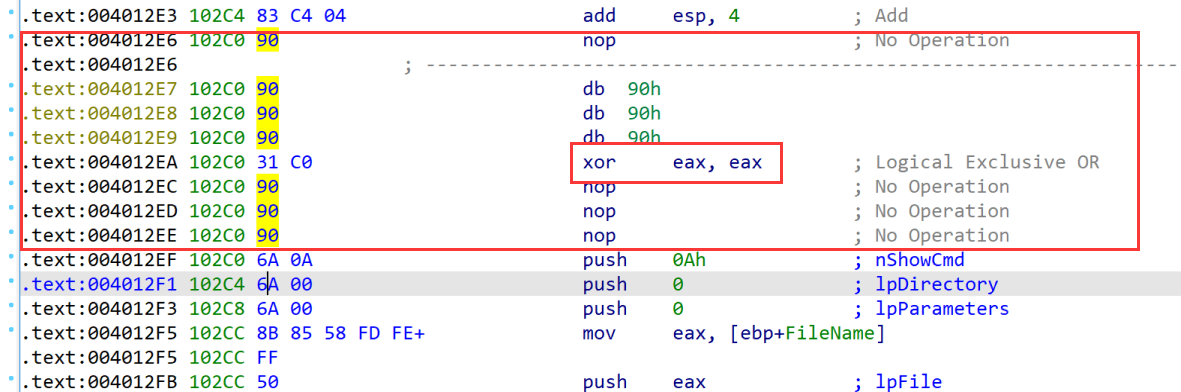 .text:004012E3 102C4 83 C4 04 add esp, 4 ; Add
.text:004012E6 102C0 90 nop ; No Operation
.text:004012E6 ; ---------------------------------------------------------------------------
.text:004012E7 102C0 90 db 90h
.text:004012E8 102C0 90 db 90h
.text:004012E9 102C0 90 db 90h
.text:004012EA 102C0 31 C0 xor eax, eax ; Logical Exclusive OR
.text:004012EC 102C0 90 nop ; No Operation
.text:004012ED 102C0 90 nop ; No Operation
.text:004012EE 102C0 90 nop ; No Operation
.text:004012EF 102C0 6A 0A push 0Ah ; nShowCmd
.text:004012F1 102C4 6A 00 push 0 ; lpDirectory
.text:004012F3 102C8 6A 00 push 0 ; lpParameters
.text:004012F5 102CC 8B 85 58 FD FE+ mov eax, [ebp+FileName]
.text:004012F5 102CC FF
.text:004012FB 102CC 50 push eax ; lpFile